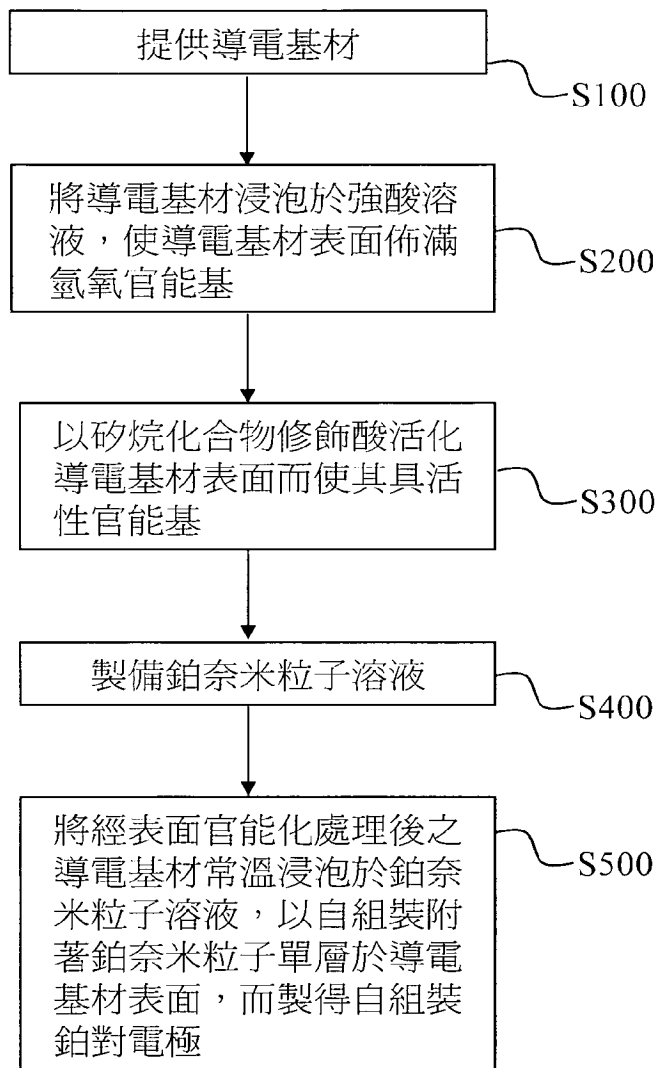 提供導電基材
S100
將導電基材浸泡於強酸溶
液，使導電基材表面佈滿
氫氧官能基
S200
以矽烷化合物修飾酸活化
導電基材表面而使其具活
性官能基
S300
製備鉑奈米粒子溶液
S400
將經表面官能化處理後之
導電基材常溫浸泡於鉑奈
米粒子溶液，以自組裝附
著鉑奈米粒子單層於導電
基材表面，而製得自組裝
鉑對電極
S500